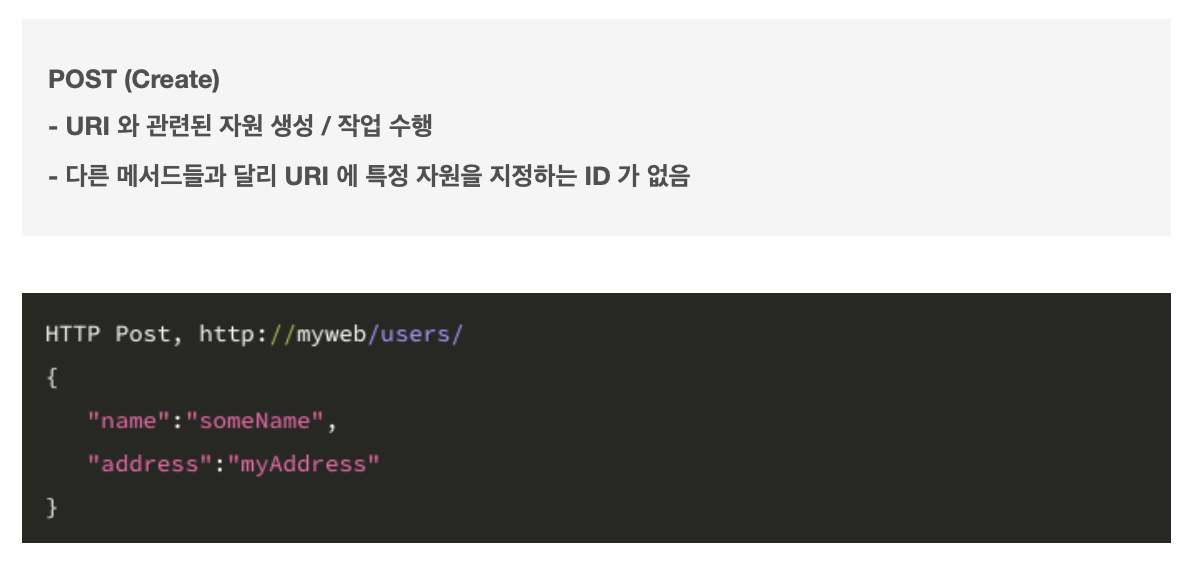 POST (Create)
- URI 와 관련된 자원 생성 / 작업 수행
- 다른 메서드들과 달리 URI 에 특정 자원을 지정하는 ID 가 없음
HTTP Post, http://myweb/users/
{
"name":"someName",
"address":"myAddress"
}